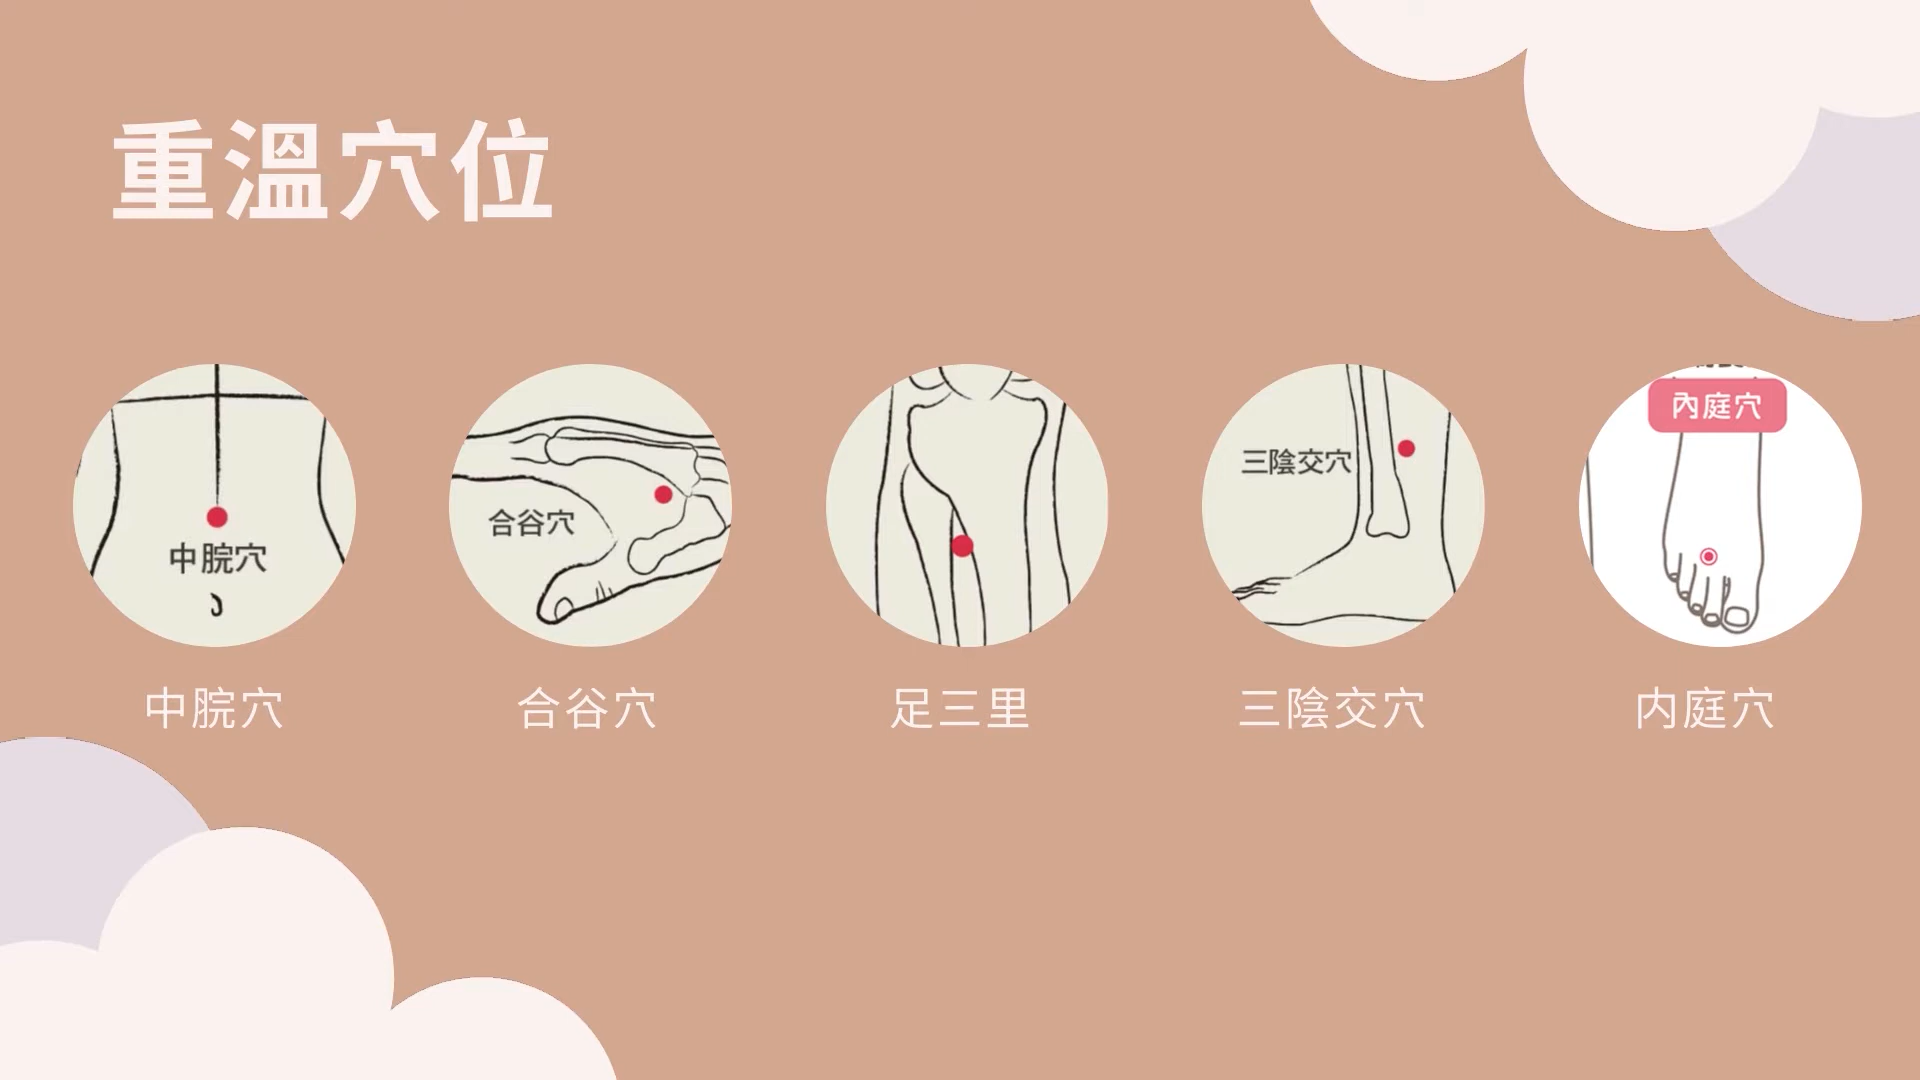 重溫穴位
中脘穴
合谷穴
三陰交穴
內庭穴
中脘穴
合谷穴
足三里
三陰交穴
内庭穴